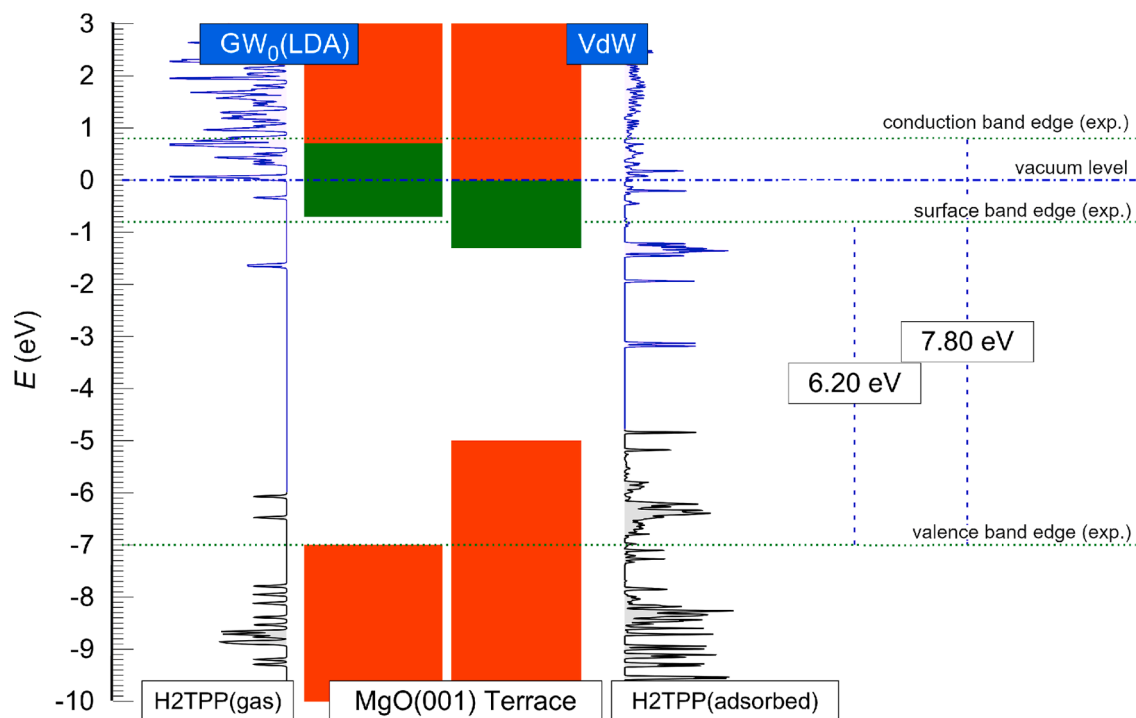 3
GW0(LDA)
VdW
2
1
conduction band edge (exp.)
0
vacuum level
surface band edge (exp.)
-1
-2
-3
7.80 eV
E (eV)
6.20 eV
-4
-5
-6
-7
valence band edge (exp.)
-8
-9
-10
H2TPP(gas)
MgO(001) Terrace
H2TPP(adsorbed)